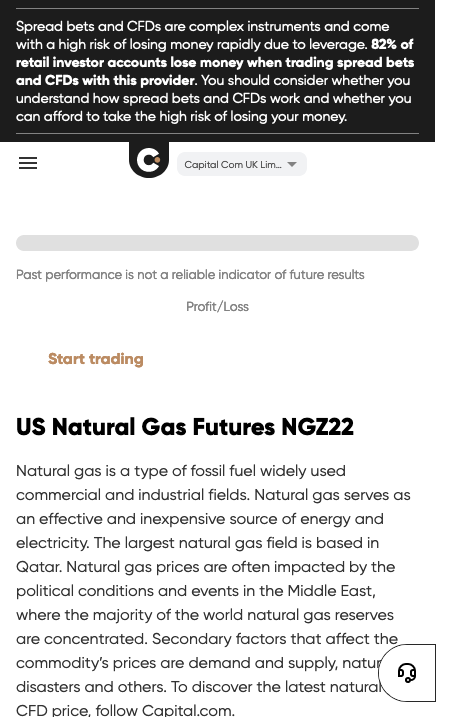 Spread bets and CFDs are complex instruments and come
with a high risk of losing money rapidly due to leverage. 82% of
retail investor accounts lose money when trading spread bets
and CFDs with this provider. You should consider whether you
understand how spread bets and CFDs work and whether you
can afford to take the high risk of losing your money.
Capital Com UK Lim...
Past performance is not a reliable indicator of future results
Profit/Loss
Start trading
US Natural Gas Futures NGZ22
Natural gas is a type of fossil fuel widely used
commercial and industrial fields. Natural gas serves as
an effective and inexpensive source of energy and
electricity. The largest natural gas field is based in
Qatar. Natural gas prices are often impacted by the
political conditions and events in the Middle East,
where the majority of the world natural gas reserves
are concentrated. Secondary factors that affect the
commodity's prices are demand and supply,
disasters and others. To discover the latest natural
CFD price, follow Capital.com.